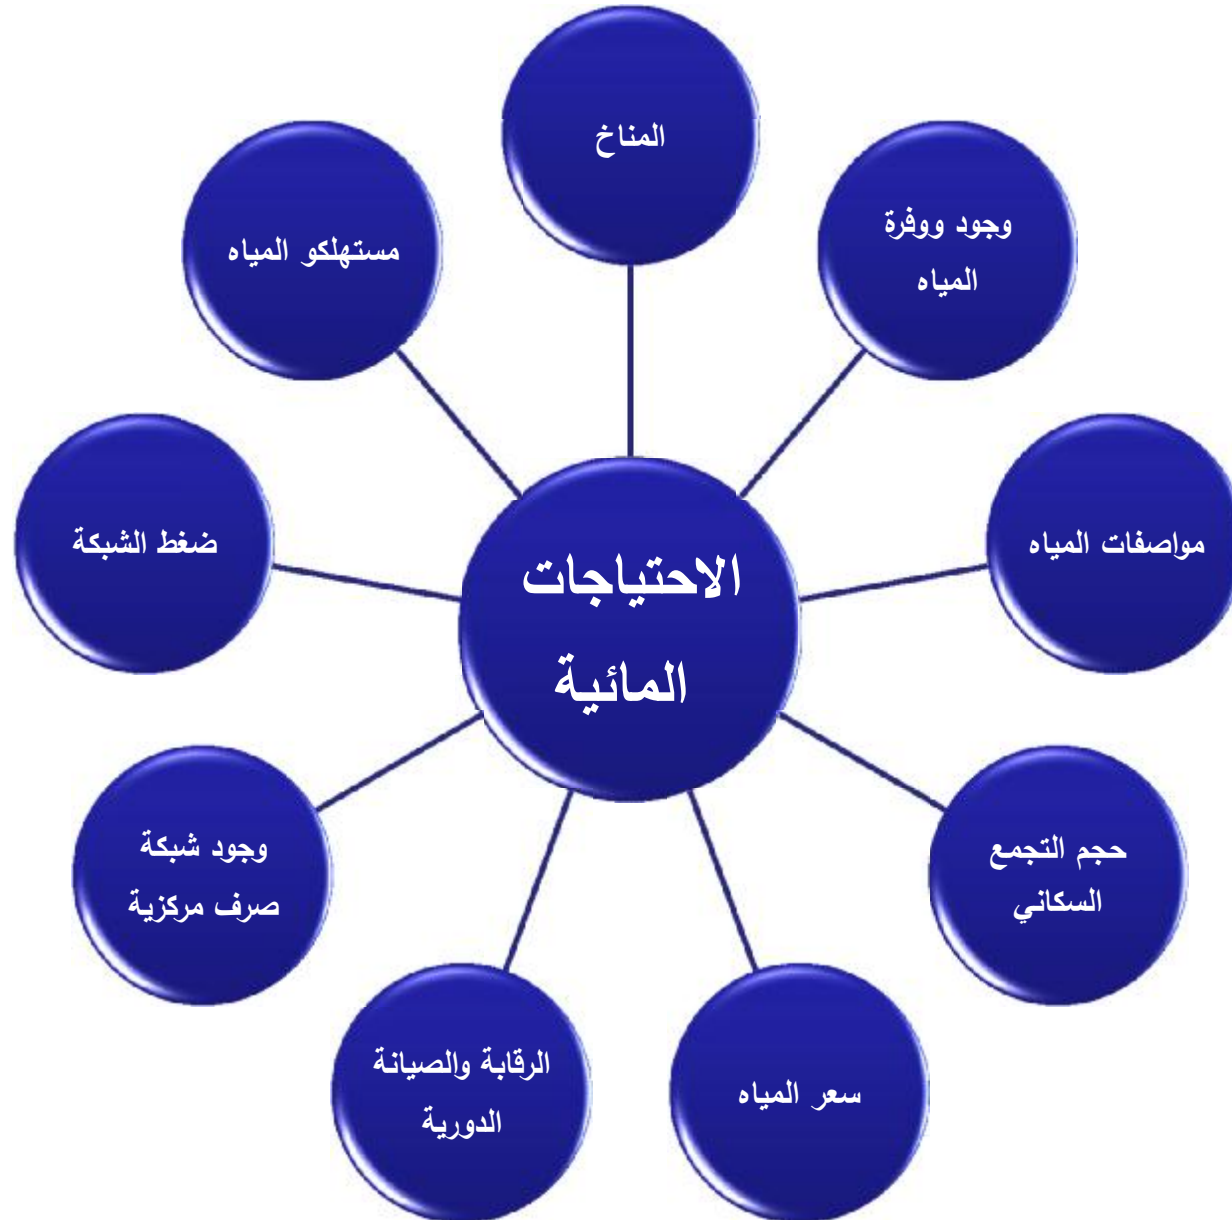 المناخ
وجود ووفرة
المياه
مستهلكو المياه
مواصفات المياه
ضغط الشبكة
الاحتياجات
المائية
حجم التجمع
السكاني
وجود شبكة
صرف مركزية
سعر المياه
الرقابة والصيانة
الدورية